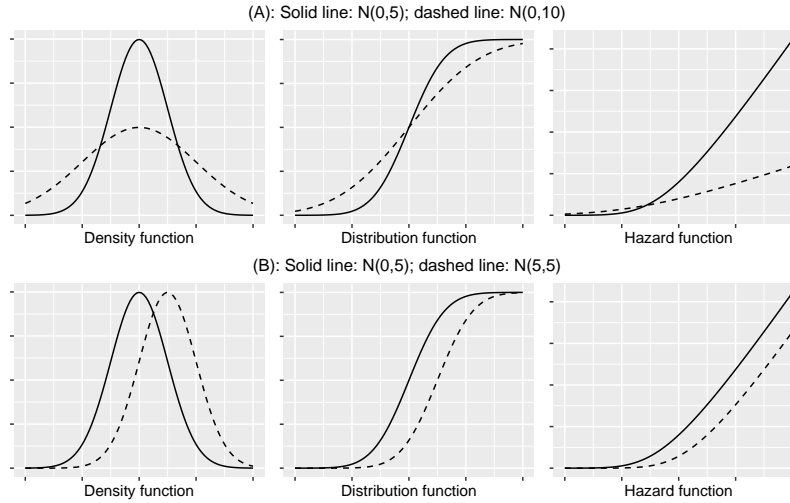 (A): Solid line: N(0,5); dashed line: N(0,10)
Density function
Distribution function
Hazard function
(B): Solid line: N(0,5); dashed line: N(5,5)
Density function
Distribution function
Hazard function